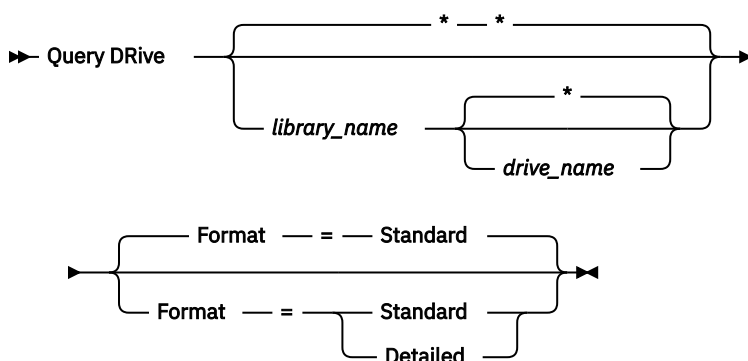 * *
Query DRive
*
library_name
drive_name
Format = Standard
Format = Standard
Detailed